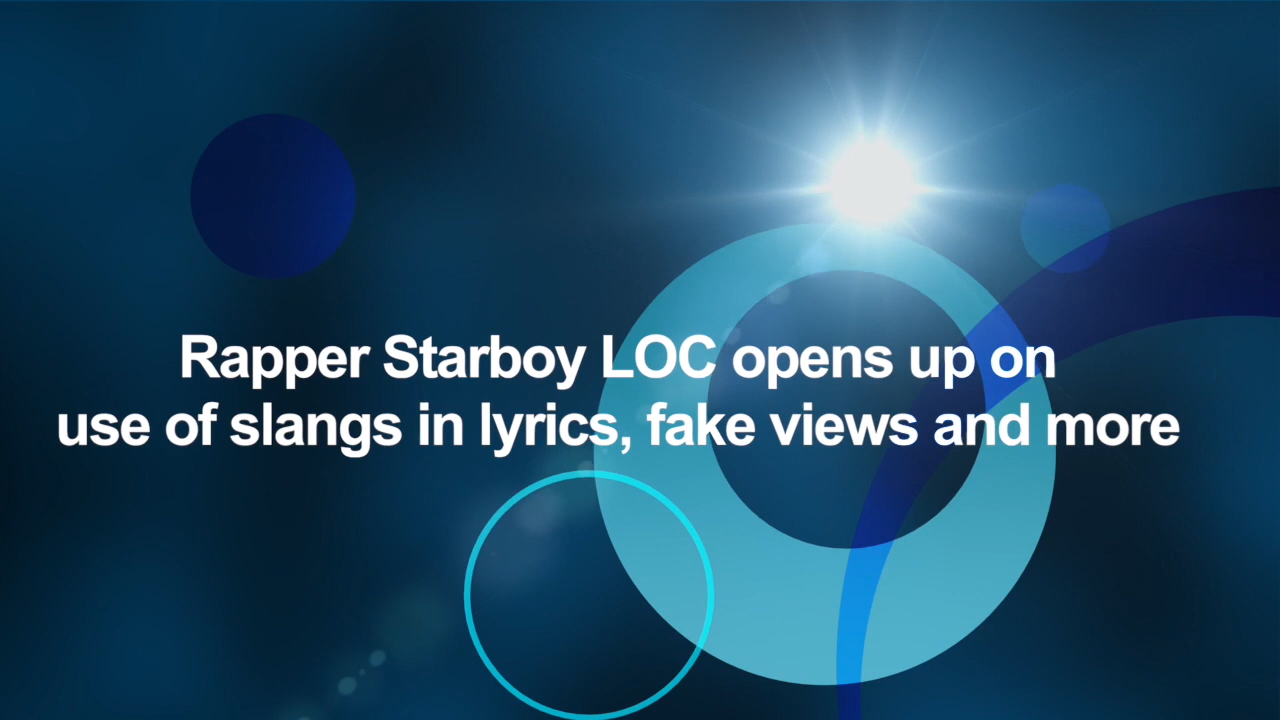 Rapper Starboy LOC opens up on
use of slangs in lyrics, fake views and more